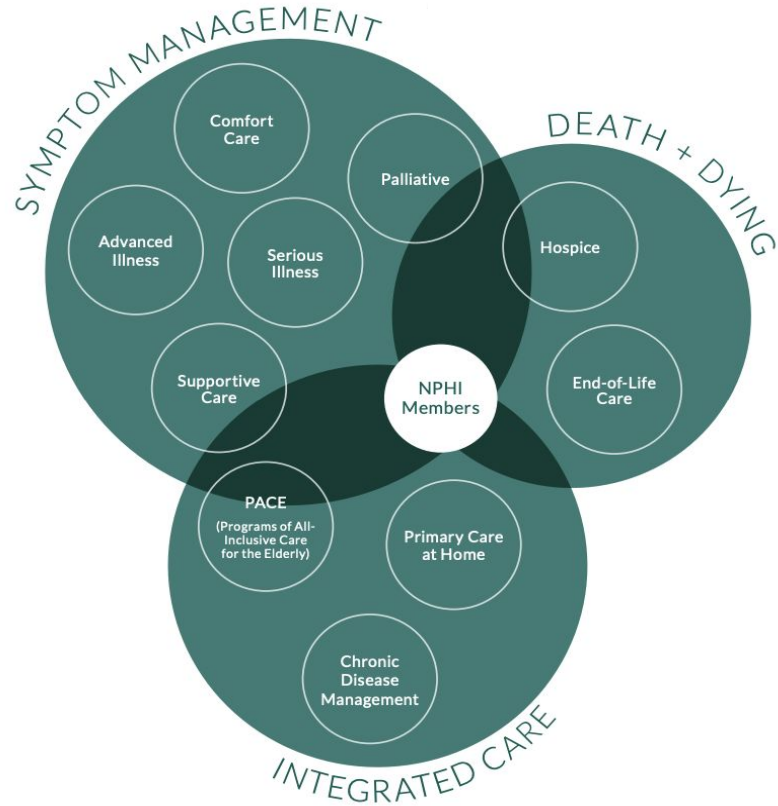 SYMPTOM MANAGEMENT
DEATH + DYING
Comfort
Care
Palliative
Advanced
Illness
Serious
Illness
Hospice
Supportive
Care
NPHI
Members
End-of-Life
Care
PACE
(Programs of All-
Inclusive Care
for the Elderly)
Primary Care
at Home
Chronic
Disease
Management
INTEGRATED CARE